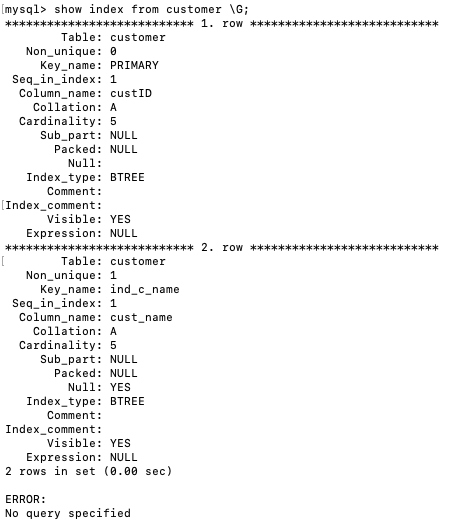 [mysql> show index from customer \G;
*************************** 1. row ***************************
Table: customer
Non_unique: 0
Key_name: PRIMARY
Seq_in_index: 1
Column_name: custID
Collation: A
Cardinality: 5
Sub_part: NULL
Packed: NULL
Null:
Index_type: BTREE
Comment:
[Index_comment:
Visible: YES
Expression: NULL
*************************** 2. row ***************************
[ Table: customer
Non_unique: 1
Key_name: ind_c_name
Seq_in_index: 1
Column_name: cust_name
Collation: A
Cardinality: 5
Sub_part: NULL
Packed: NULL
Null: YES
Index_type: BTREE
Comment:
Index_comment:
Visible: YES
Expression: NULL
2 rows in set (0.00 sec)
ERROR:
No query specified